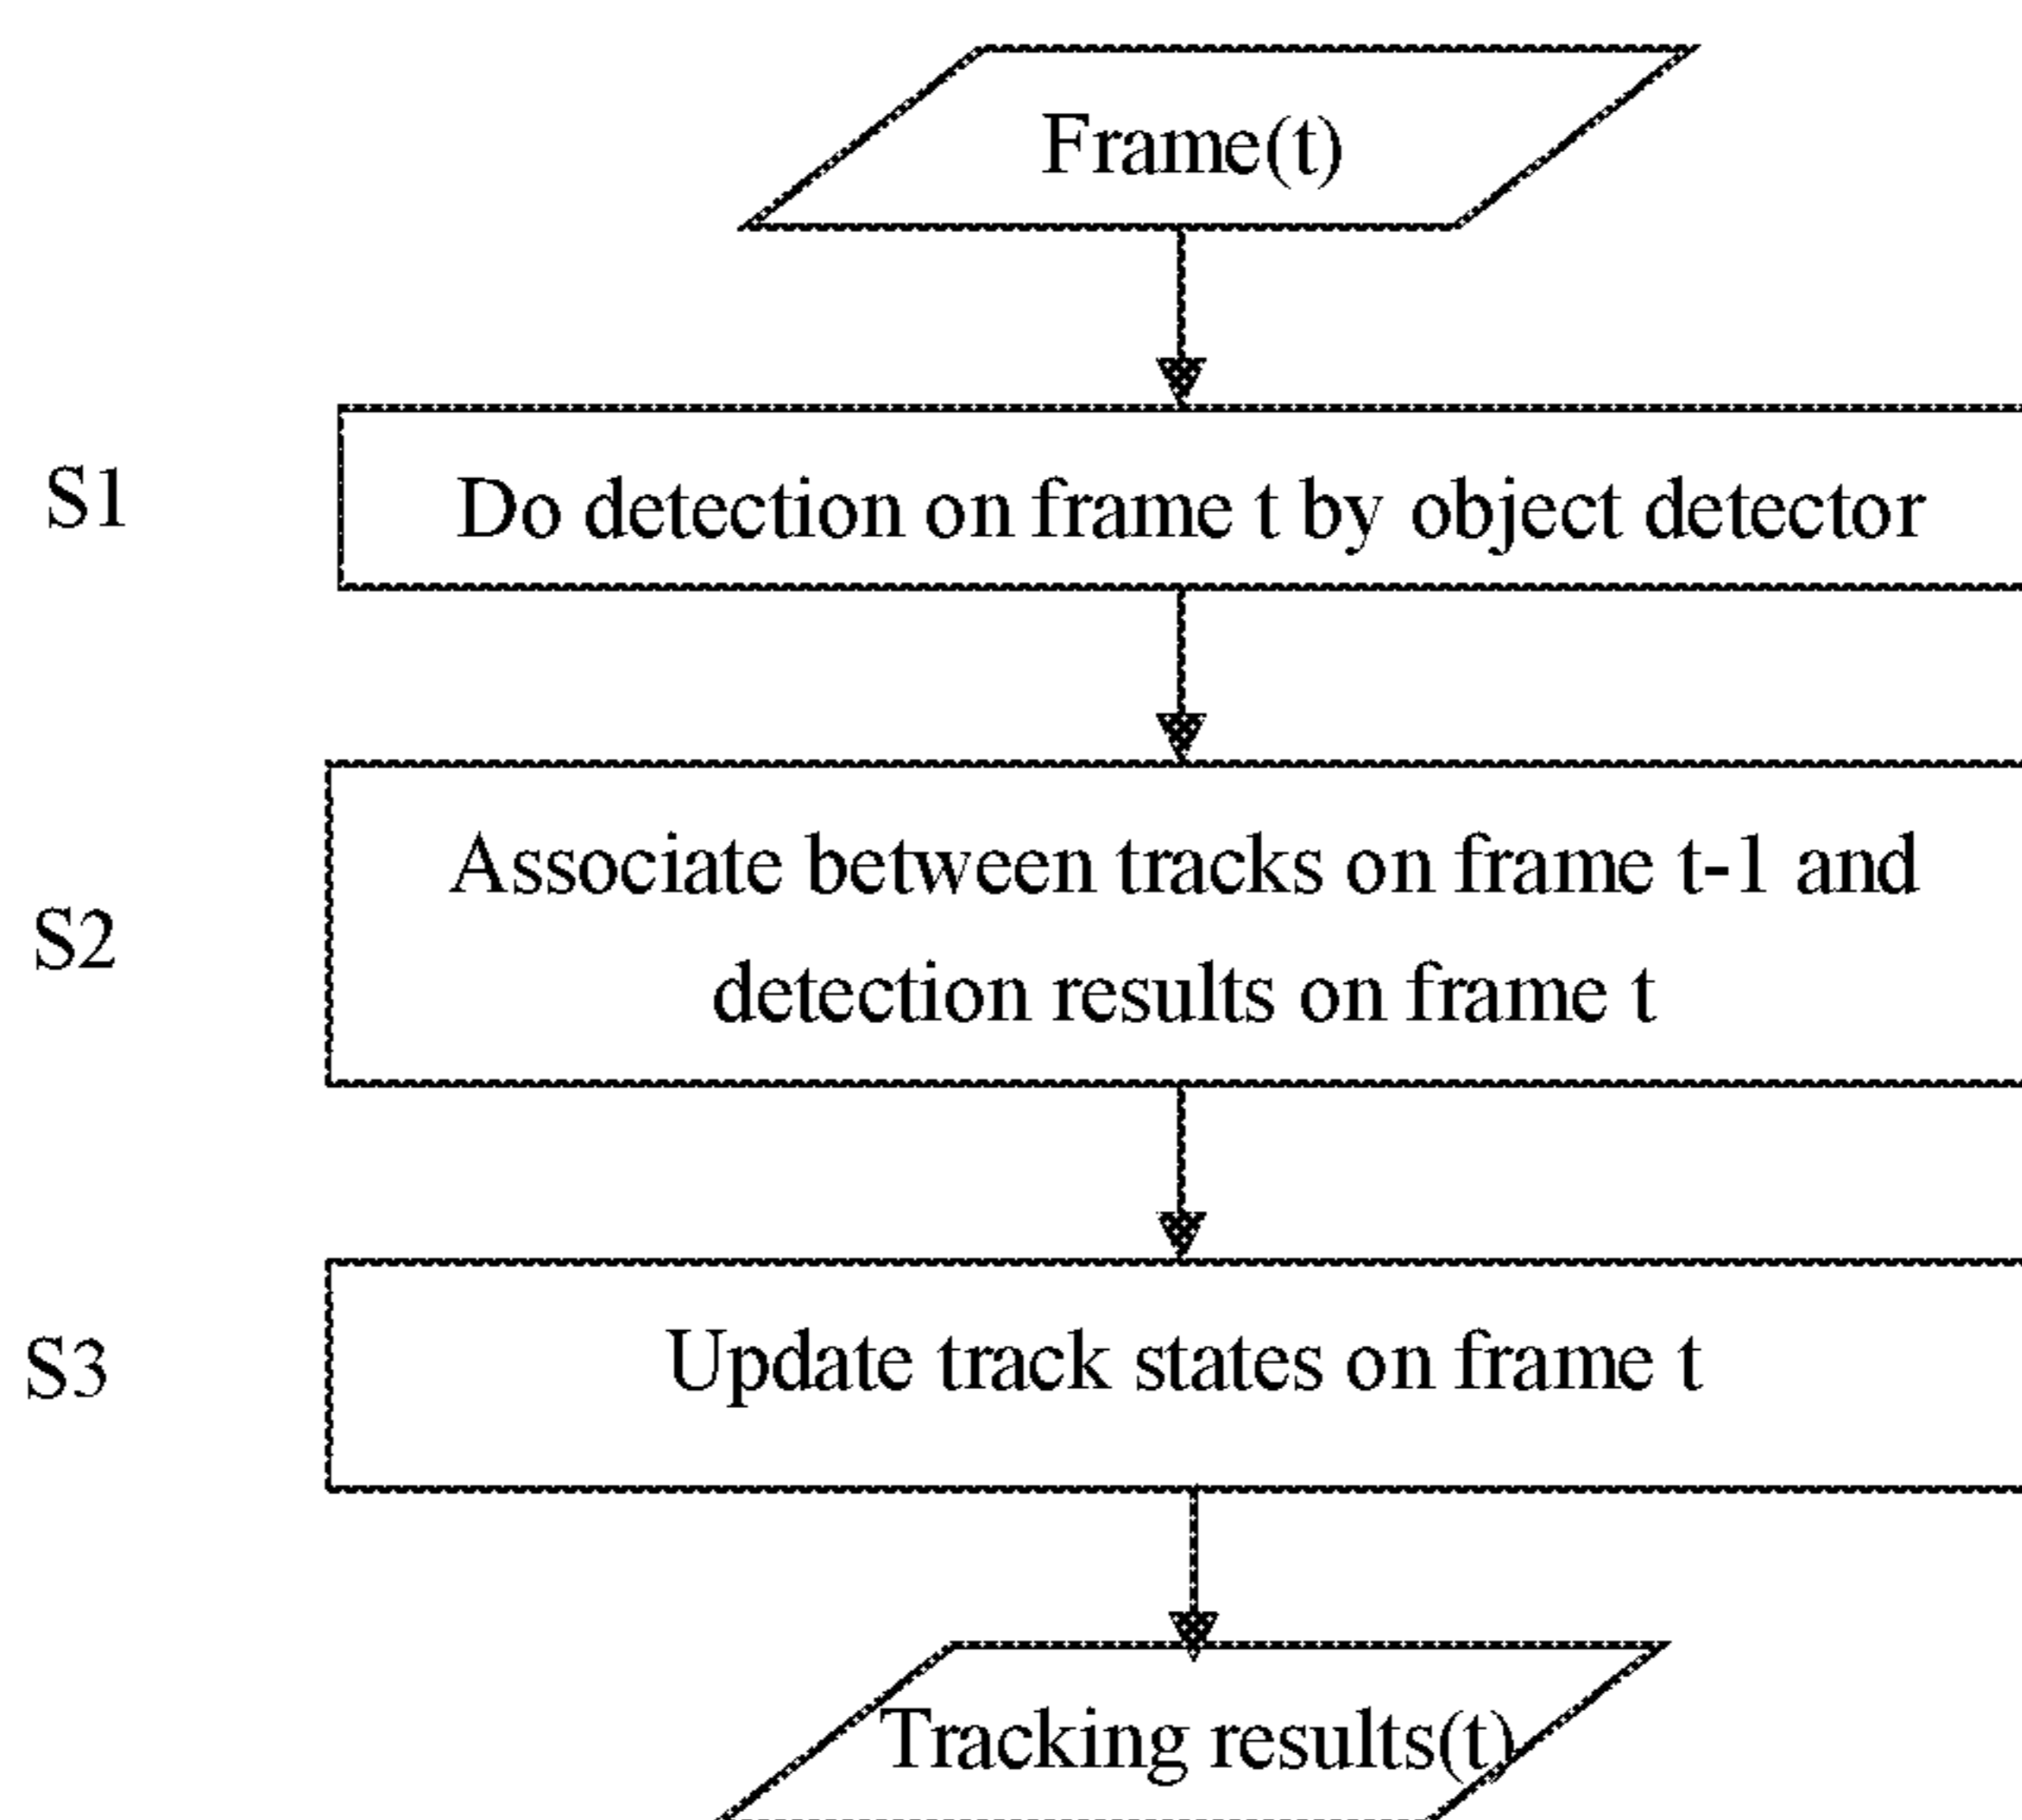 Frame(t)
S1
Do detection on frame t by object detector
S2
Associate between tracks on frame t-1 and
detection results on frame t
S3
Update track states on frame t
Tracking results(t)